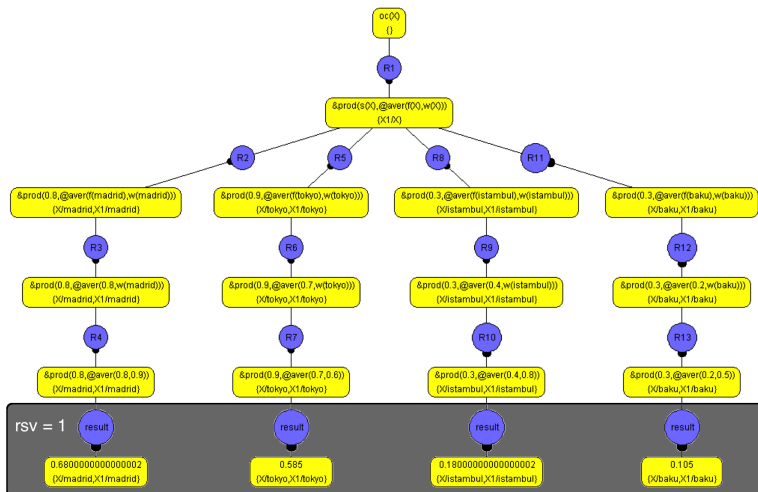 oc(X)
{}
R1
&prod(s(X),@aver(f(X),w(X)))
{X1/X}
R2
R5
R8
R11
&prod(0.8,@aver(f(madrid),w(madrid)))
{X/madrid,X1/madrid}
&prod(0.9,@aver(f(tokyo),w(tokyo)))
{X/tokyo,X1/tokyo}
&prod(0.3,@aver(f(istambul),w(istambul)))
{X/istambul,X1/istambul}
&prod(0.3,@aver(f(baku),w(baku)))
{X/baku,X1/baku}
R3
R6
R9
R12
&prod(0.8,@aver(0.8,w(madrid)))
{X/madrid,X1/madrid}
&prod(0.9,@aver(0.7,w(tokyo)))
{X/tokyo,X1/tokyo}
&prod(0.3,@aver(0.4,w(istambul)))
{X/istambul,X1/istambul}
&prod(0.3,@aver(0.2,w(baku)))
{X/baku,X1/baku}
R4
R7
R10
R13
&prod(0.8,@aver(0.8,0.9))
{X/madrid,X1/madrid}
&prod(0.9,@aver(0.7,0.6))
{X/tokyo,X1/tokyo}
&prod(0.3,@aver(0.4,0.8))
{X/istambul,X1/istambul}
&prod(0.3,@aver(0.2,0.5))
{X/baku,X1/baku}
rsv = 1
result
result
result
result
0.6800000000000002
{X/madrid,X1/madrid}
0.585
{X/tokyo,X1/tokyo}
0.18000000000000002
{X/istambul,X1/istambul}
0.105
{X/baku,X1/baku}